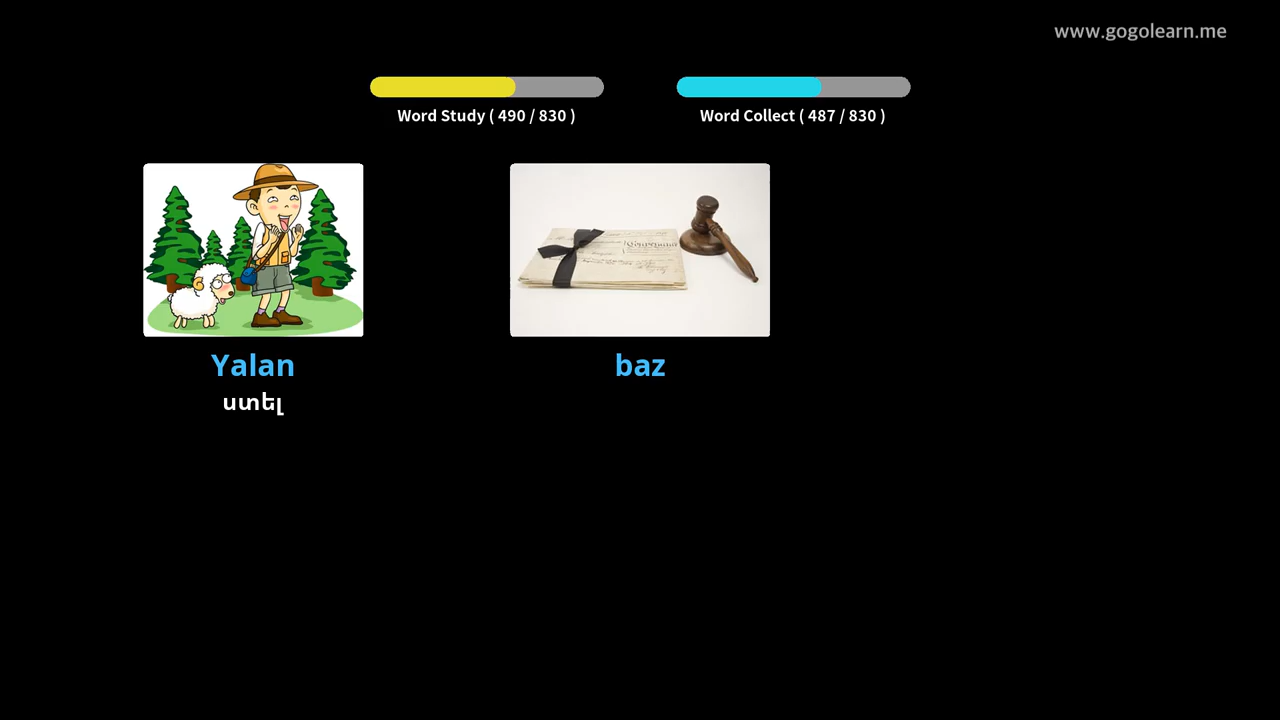 www.gogolearn.me
Word Study ( 490 / 830 )
Word Collect ( 487 / 830 )
Yalan
ստել
baz